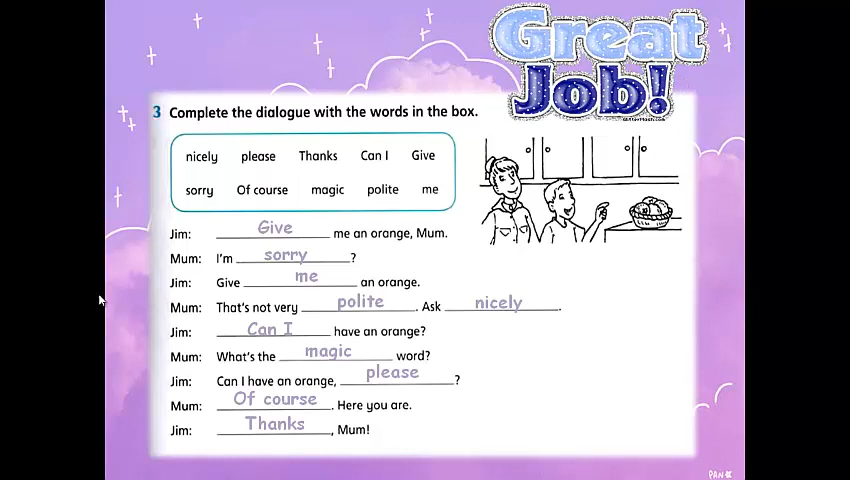 Great
Job!
GlitterMash.com
3 Complete the dialogue with the words in the box.
nicely please Thanks Can I Give
sorry Of course magic polite me
Jim: Give me an orange, Mum.
Mum: I'm sorry?
Jim: Give me an orange.
Mum: That's not very polite. Ask nicely.
Jim: Can I have an orange?
Mum: What's the magic word?
Jim: Can I have an orange, please?
Mum: Of course. Here you are.
Jim: Thanks, Mum!